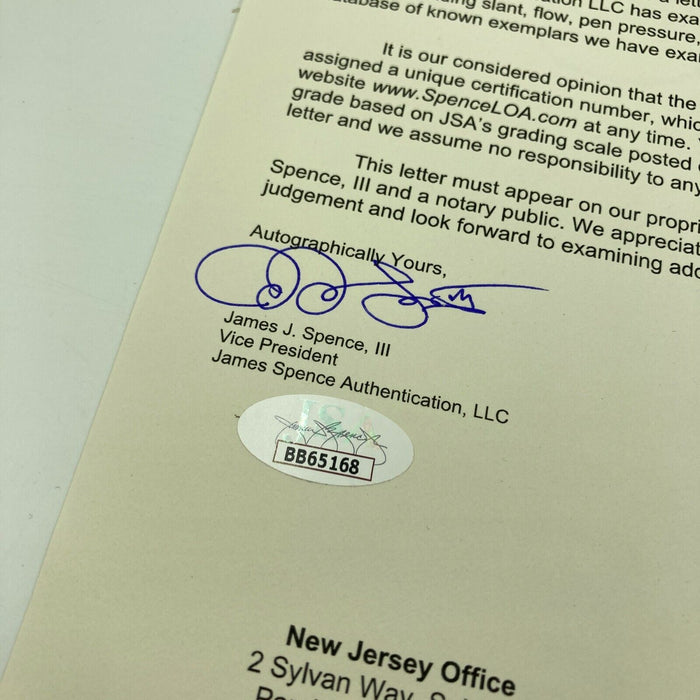 LLC has exa
slant, flow, pen pressure,
of known exemplars we have exa
It is our considered opinion that the
assigned a unique certification number, whic
website www.SpenceLOA.com at any time.
grade based on JSA's grading scale posted
letter and we assume no responsibility to any
This letter must appear on our propri
Spence, III and a notary public. We appreciat
judgement and look forward to examining add
Autographically Yours,
James J. Spence, III
Vice President
James Spence Authentication, LLC
BB65168
New Jersey Office
2 Sylvan Way,